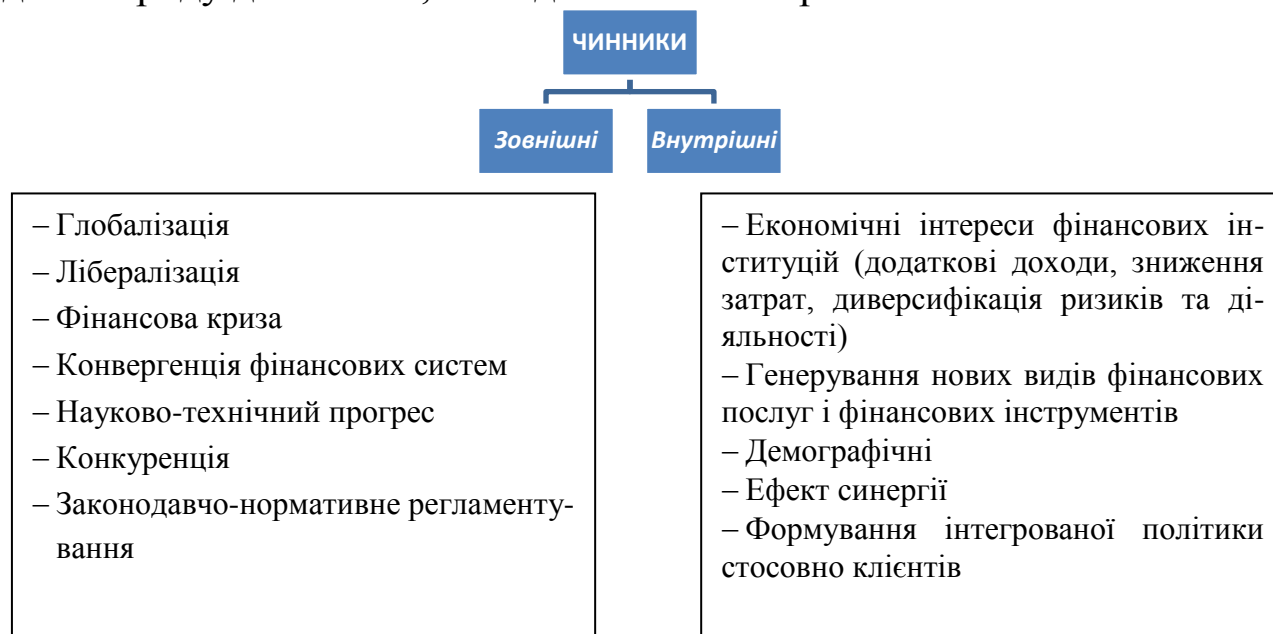 ЧИННИКИ
Зовнішні
Внутрішні
– Глобалізація
– Лібералізація
– Фінансова криза
– Конвергенція фінансових систем
– Науково-технічний прогрес
– Конкуренція
– Законодавчо-нормативне регламенту-
вання
– Економічні інтереси фінансових ін-
ституцій (додаткові доходи, зниження
затрат, диверсифікація ризиків та ді-
яльності)
– Генерування нових видів фінансових
послуг і фінансових інструментів
– Демографічні
– Ефект синергії
– Формування інтегрованої політики
стосовно клієнтів